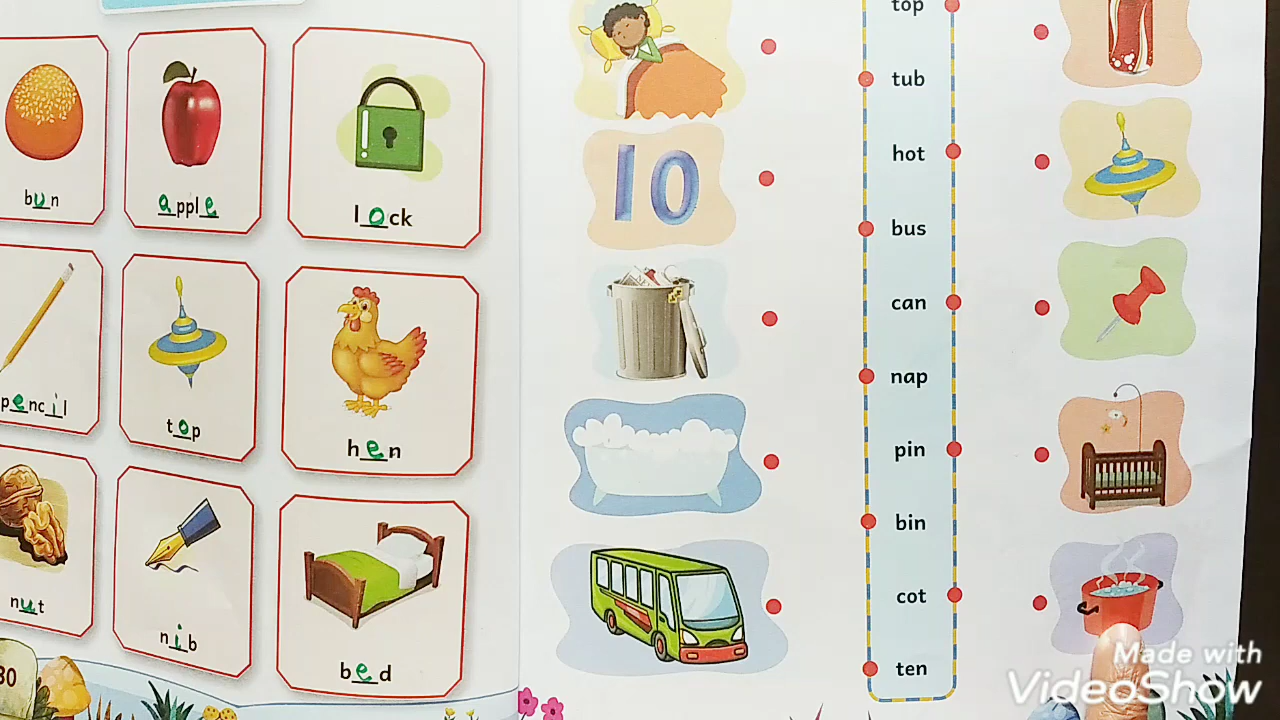 bun
apple
lock
pencil
top
hen
nut
nib
bed
30
10
top
tub
hot
bus
can
nap
pin
bin
cot
ten
Made with
VideoShow